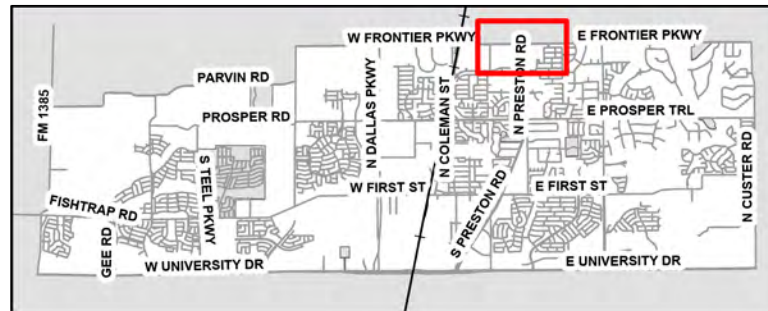 W FRONTIER PKWY
E FRONTIER PKWY
N PRESTON RD
N DALLAS PKWY
N COLEMAN ST
PARVIN RD
FM 1385
PROSPER RD
E PROSPER TRL
S TEEL PKWY
W FIRST ST
E FIRST ST
N CUSTER RD
FISHTRAP RD
S PRESTON RD
GEE RD
W UNIVERSITY DR
E UNIVERSITY DR